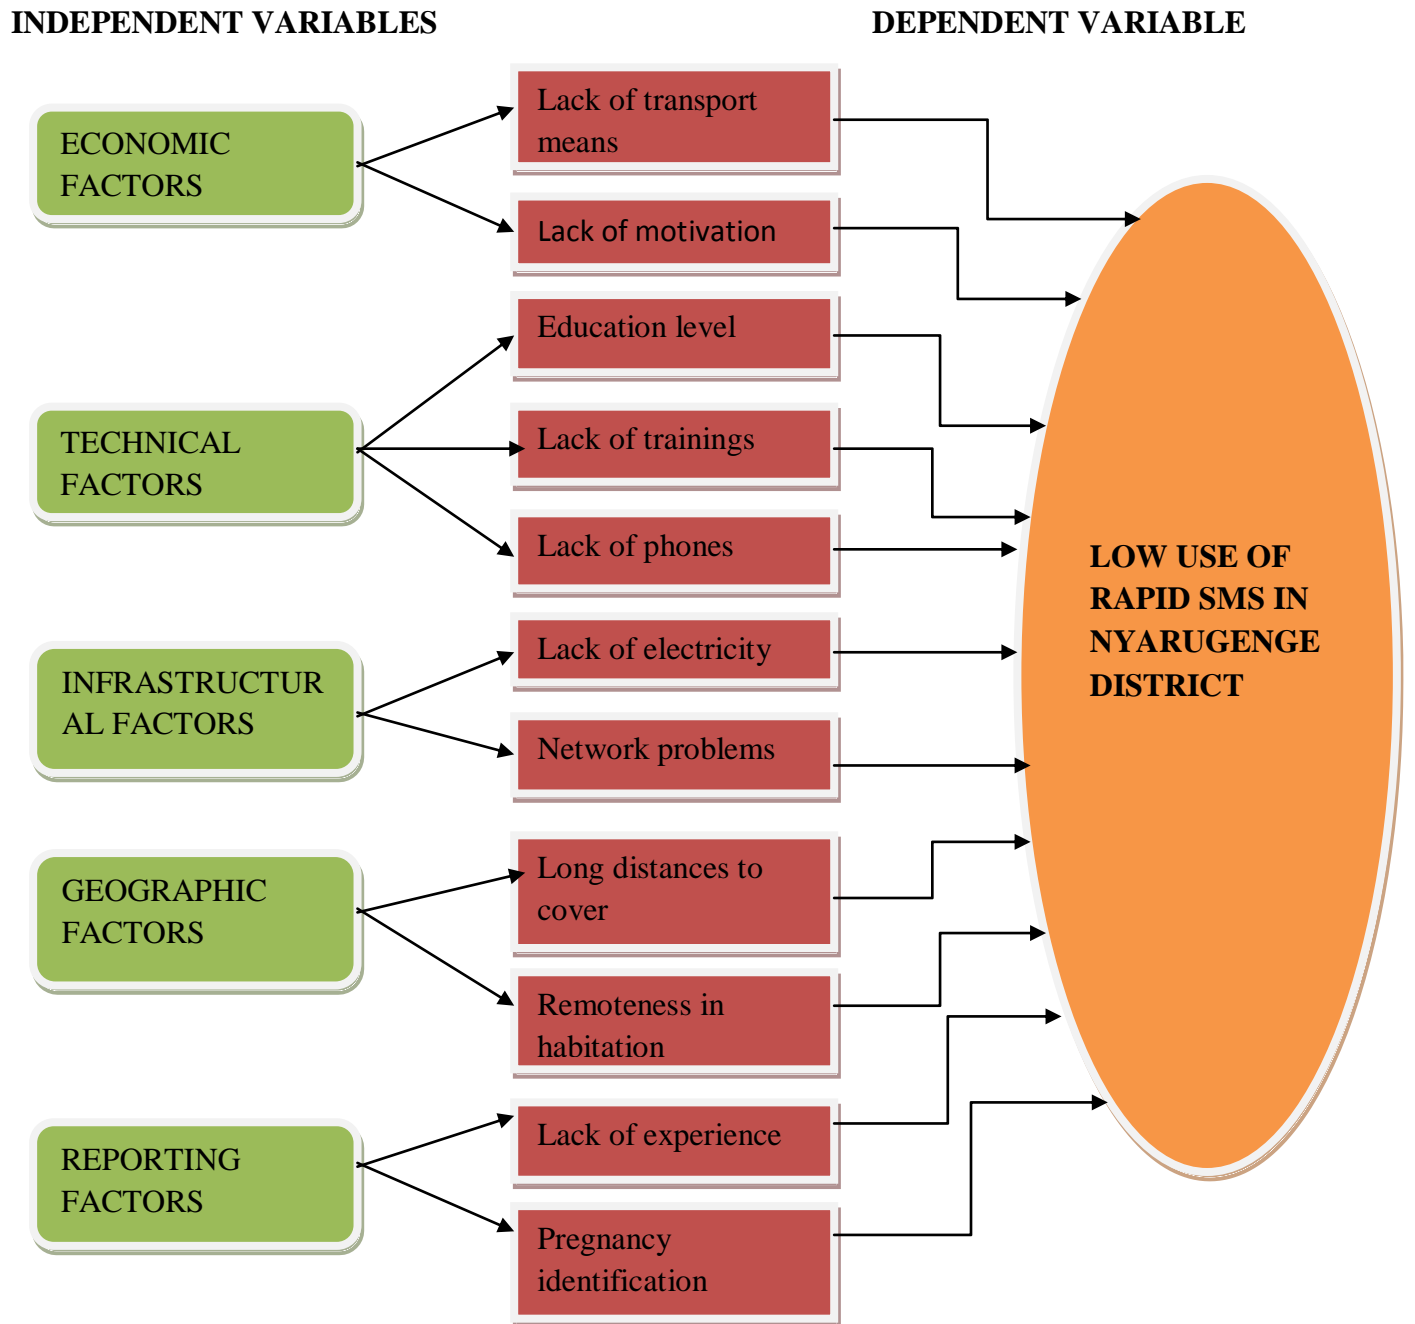 INDEPENDENT VARIABLES
DEPENDENT VARIABLE
ECONOMIC
FACTORS
Lack of transport
means
Lack of motivation
TECHNICAL
FACTORS
Education level
Lack of trainings
Lack of phones
INFRASTRUCTUR
AL FACTORS
Lack of electricity
Network problems
GEOGRAPHIC
FACTORS
Long distances to
cover
Remoteness in
habitation
REPORTING
FACTORS
Lack of experience
Pregnancy
identification
LOW USE OF
RAPID SMS IN
NYARUGENGE
DISTRICT